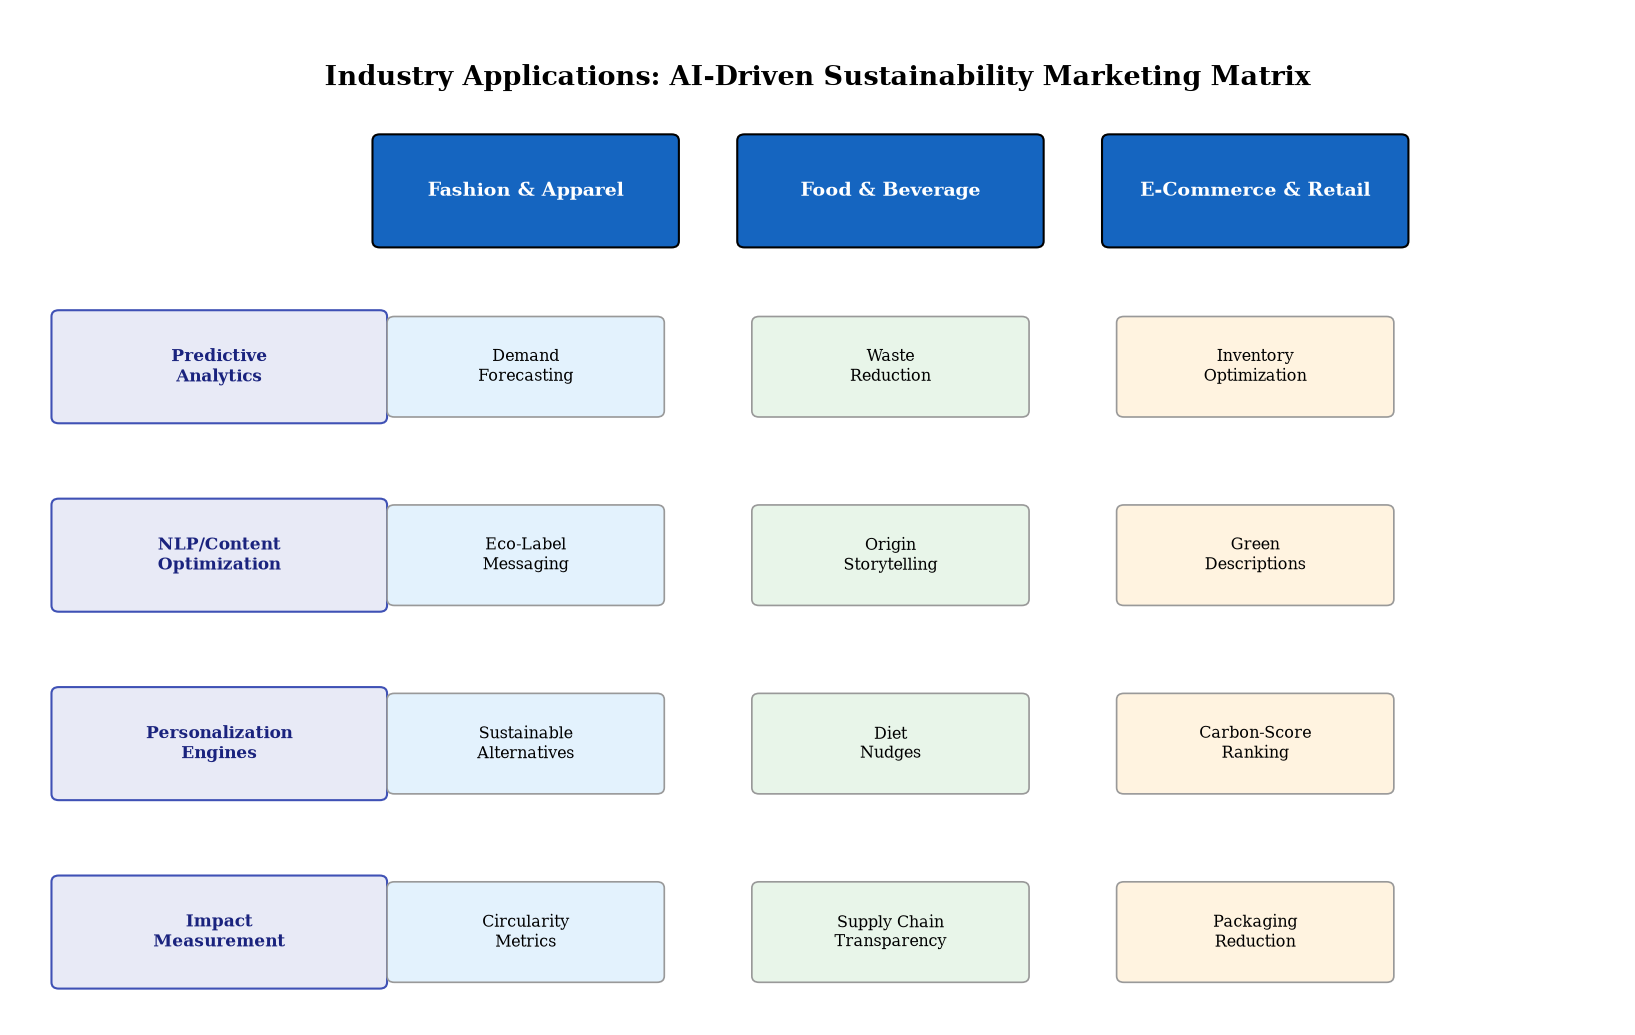 Industry Applications: AI-Driven Sustainability Marketing Matrix
Fashion & Apparel
Food & Beverage
E-Commerce & Retail
Predictive
Analytics
Demand
Forecasting
Waste
Reduction
Inventory
Optimization
NLP/Content
Optimization
Eco-Label
Messaging
Origin
Storytelling
Green
Descriptions
Personalization
Engines
Sustainable
Alternatives
Diet
Nudges
Carbon-Score
Ranking
Impact
Measurement
Circularity
Metrics
Supply Chain
Transparency
Packaging
Reduction